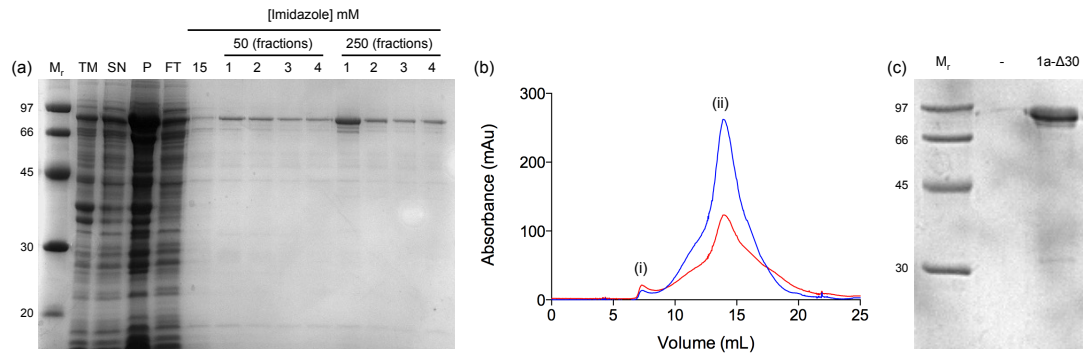 [Imidazole] mM
50 (fractions) 250 (fractions)
(a) Mr TM SN P FT 15 1 2 3 4 1 2 3 4
97
66
45
30
20
(b)
300
200
100
0
0 5 10 15 20 25
Absorbance (mAu)
Volume (mL)
(i)
(ii)
(c) Mr - 1a-Δ30
97
66
45
30